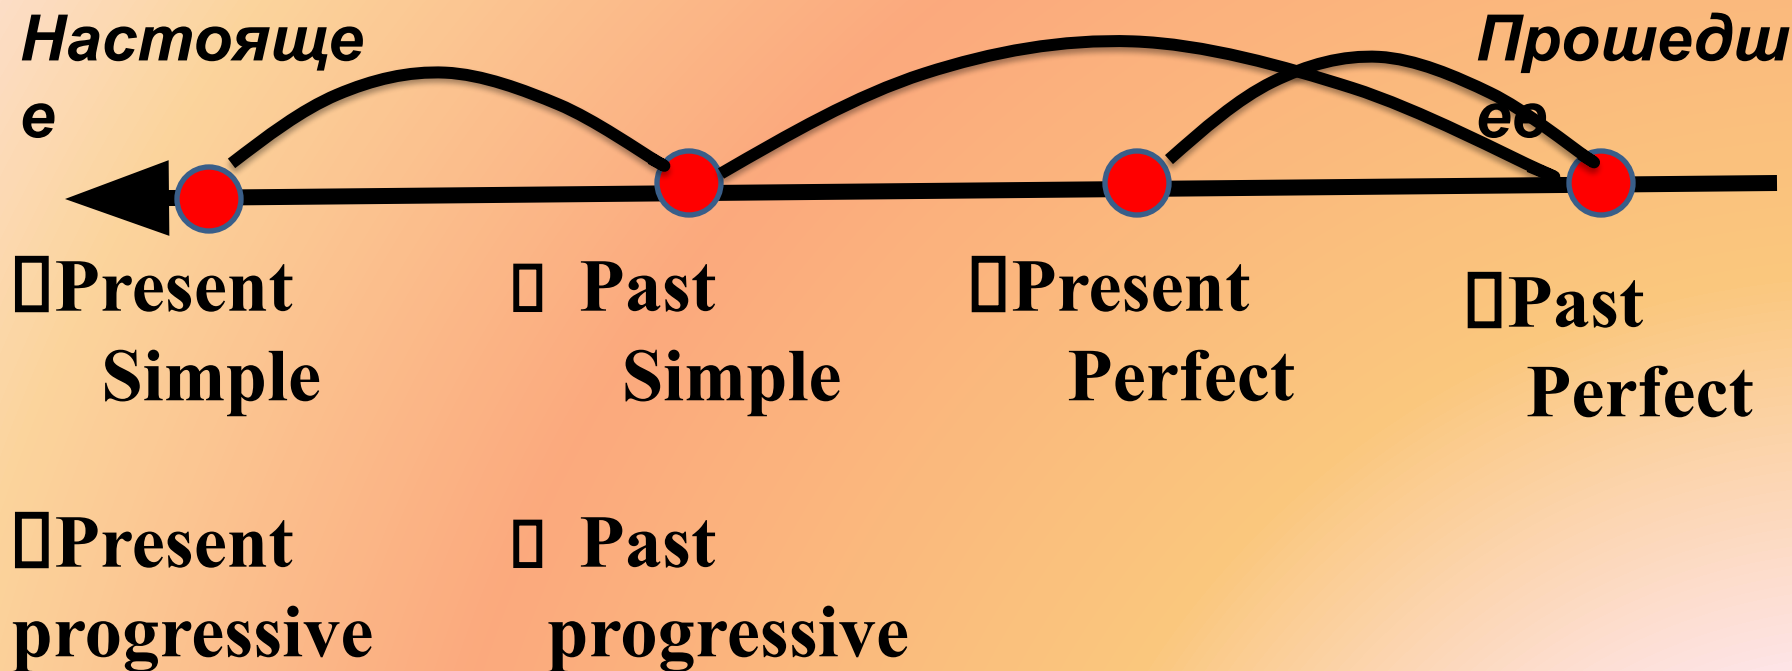 Настояще
е
Прошедш
ее
Present
Simple
Past
Simple
Present
Perfect
Past
Perfect
Present
progressive
Past
progressive